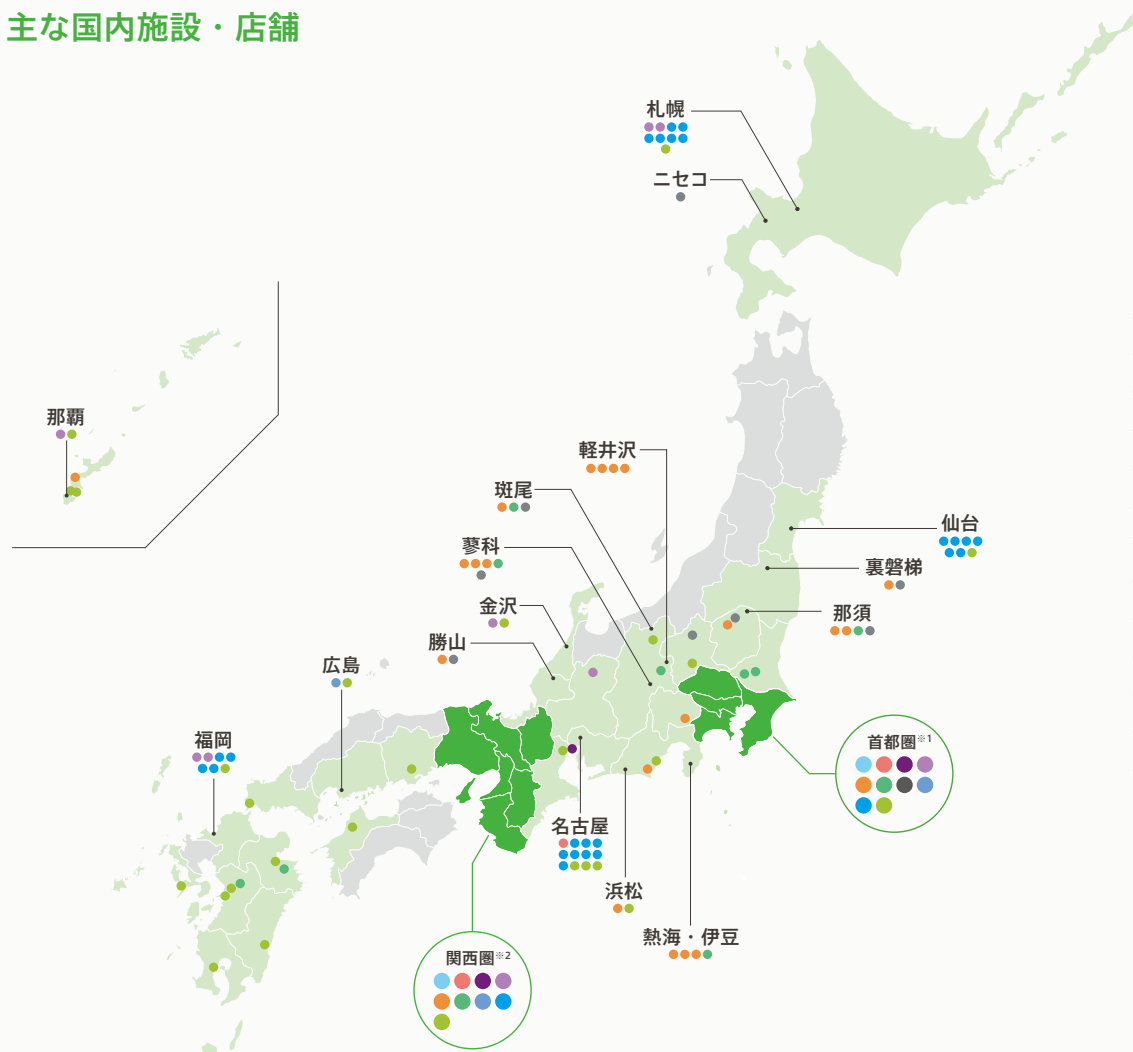 主な国内施設・店舗
札幌
ニセコ
那覇
軽井沢
斑尾
蓼科
仙台
裏磐梯
金沢
那須
勝山
広島
福岡
首都圏※1
名古屋
浜松
熱海・伊豆
関西圏※2